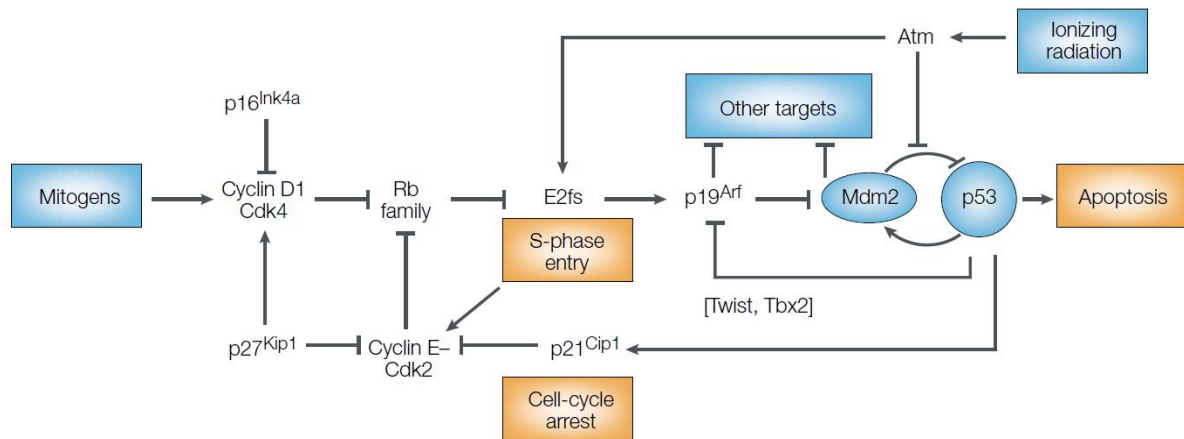 Atm
Ionizing
radiation
p16Ink4a
Other targets
Mitogens
Cyclin D1
Cdk4
Rb
family
E2fs
p19Arf
Mdm2
p53
Apoptosis
S-phase
entry
[Twist, Tbx2]
p27Kip1
Cyclin E–
Cdk2
p21Cip1
Cell-cycle
arrest